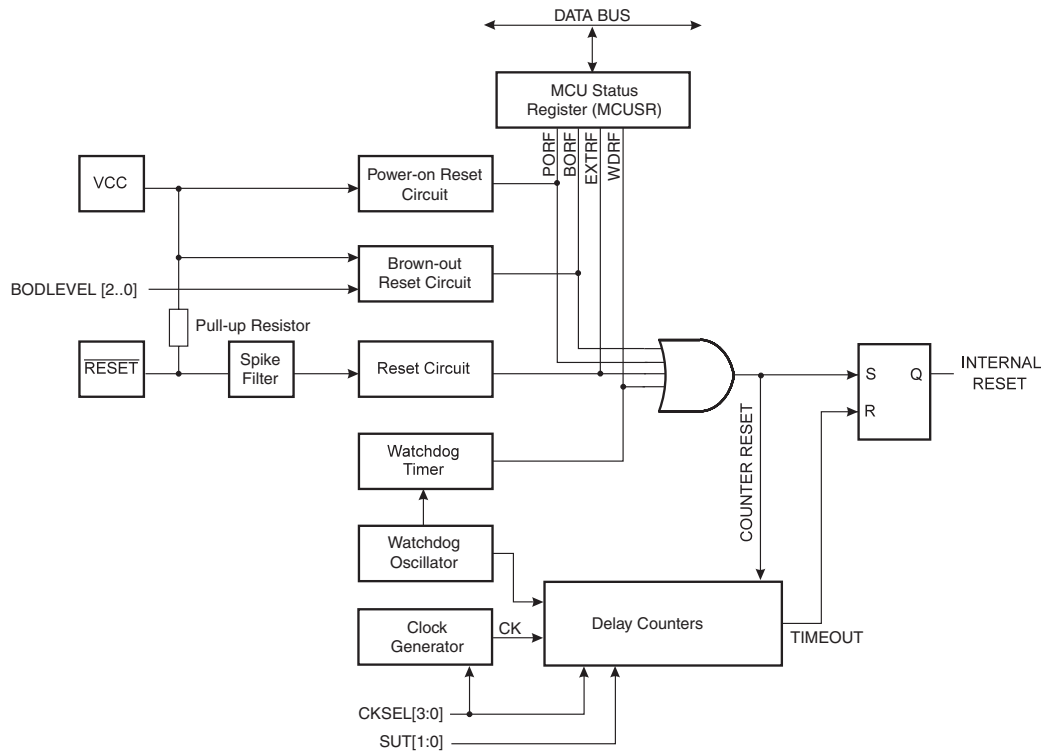 DATA BUS
MCU Status
Register (MCUSR)
PORF
BORF
EXTRF
WDRF
VCC
Power-on Reset
Circuit
Brown-out
Reset Circuit
BODLEVEL [2..0]
Pull-up Resistor
RESET
Spike
Filter
Reset Circuit
S
Q
R
INTERNAL
RESET
Watchdog
Timer
COUNTER RESET
Watchdog
Oscillator
Clock
Generator
CK
Delay Counters
TIMEOUT
CKSEL[3:0]
SUT[1:0]